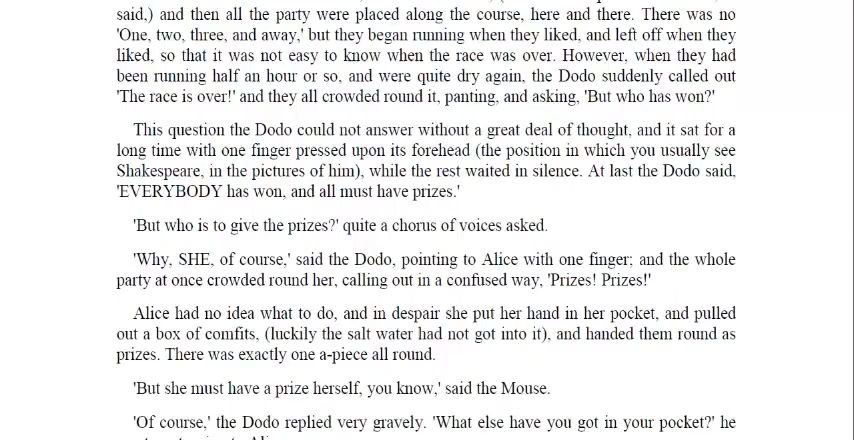 said,) and then all the party were placed along the course, here and there. There was no
'One, two, three, and away,' but they began running when they liked, and left off when they
liked, so that it was not easy to know when the race was over. However, when they had
been running half an hour or so, and were quite dry again, the Dodo suddenly called out
'The race is over!' and they all crowded round it, panting, and asking, 'But who has won?'
This question the Dodo could not answer without a great deal of thought, and it sat for a
long time with one finger pressed upon its forehead (the position in which you usually see
Shakespeare, in the pictures of him), while the rest waited in silence. At last the Dodo said,
'EVERYBODY has won, and all must have prizes.'
'But who is to give the prizes?' quite a chorus of voices asked.
'Why, SHE, of course,' said the Dodo, pointing to Alice with one finger; and the whole
party at once crowded round her, calling out in a confused way, 'Prizes! Prizes!'
Alice had no idea what to do, and in despair she put her hand in her pocket, and pulled
out a box of comfits, (luckily the salt water had not got into it), and handed them round as
prizes. There was exactly one a-piece all round.
'But she must have a prize herself, you know,' said the Mouse.
'Of course,' the Dodo replied very gravely. 'What else have you got in your pocket?' he